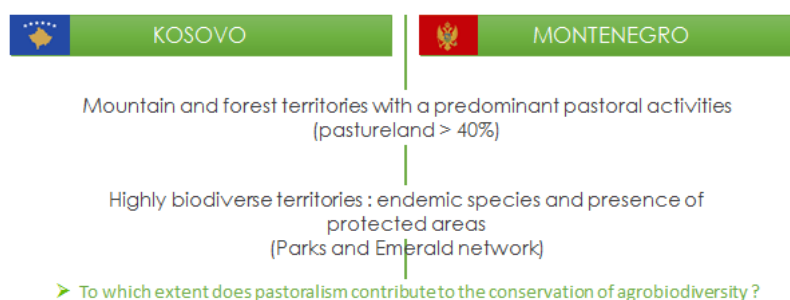 KOSOVO
MONTENEGRO
Mountain and forest territories with a predominant pastoral activities
(pastureland > 40%)
Highly biodiverse territories : endemic species and presence of
protected areas
(Parks and Emerald network)
➢ To which extent does pastoralism contribute to the conservation of agrobiodiversity ?